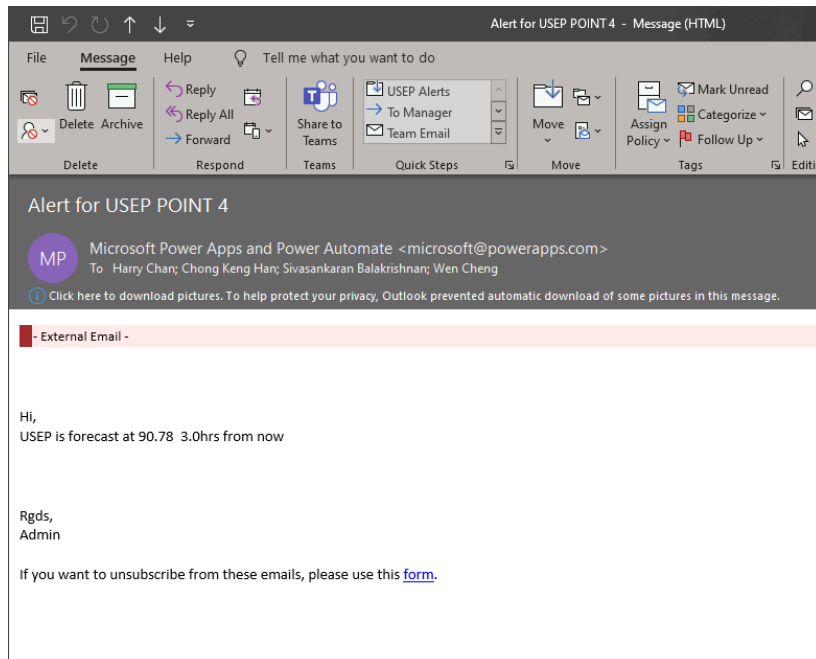 Alert for USEP POINT 4 - Message (HTML)
File Message Help Tell me what you want to do
Delete Archive
Reply
Reply All
Forward
Share to Teams
USEP Alerts
To Manager
Team Email
Move
Assign Policy
Mark Unread
Categorize
Follow Up
Delete Respond Teams Quick Steps Move Tags Editi
Alert for USEP POINT 4
MP
Microsoft Power Apps and Power Automate <microsoft@powerapps.com>
To Harry Chan; Chong Keng Han; Sivasankaran Balakrishnan; Wen Cheng
Click here to download pictures. To help protect your privacy, Outlook prevented automatic download of some pictures in this message.
- External Email -
Hi,
USEP is forecast at 90.78 3.0hrs from now
Rgds,
Admin
If you want to unsubscribe from these emails, please use this form.